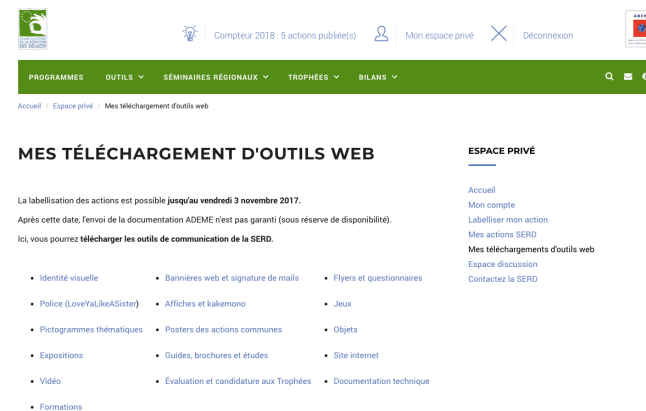 Compteur 2018 : 5 actions publiée(s) Mon espace privé Déconnexion
PROGRAMMES OUTILS SÉMINAIRES RÉGIONAUX TROPHÉES BILANS
Accueil / Espace privé / Mes téléchargement d'outils web
MES TÉLÉCHARGEMENT D'OUTILS WEB
La labellisation des actions est possible jusqu'au vendredi 3 novembre 2017.
Après cette date, l'envoi de la documentation ADEME n'est pas garanti (sous réserve de disponibilité).
Ici, vous pourrez télécharger les outils de communication de la SERD.
Identité visuelle
Police (LoveYaLikeASister)
Pictogrammes thématiques
Expositions
Vidéo
Formations
Bannières web et signature de mails
Affiches et kakemono
Posters des actions communes
Guides, brochures et études
Évaluation et candidature aux Trophées
Flyers et questionnaires
Jeux
Objets
Site internet
Documentation technique
ESPACE PRIVÉ
Accueil
Mon compte
Labelliser mon action
Mes actions SERD
Mes téléchargements d'outils web
Espace discussion
Contactez la SERD